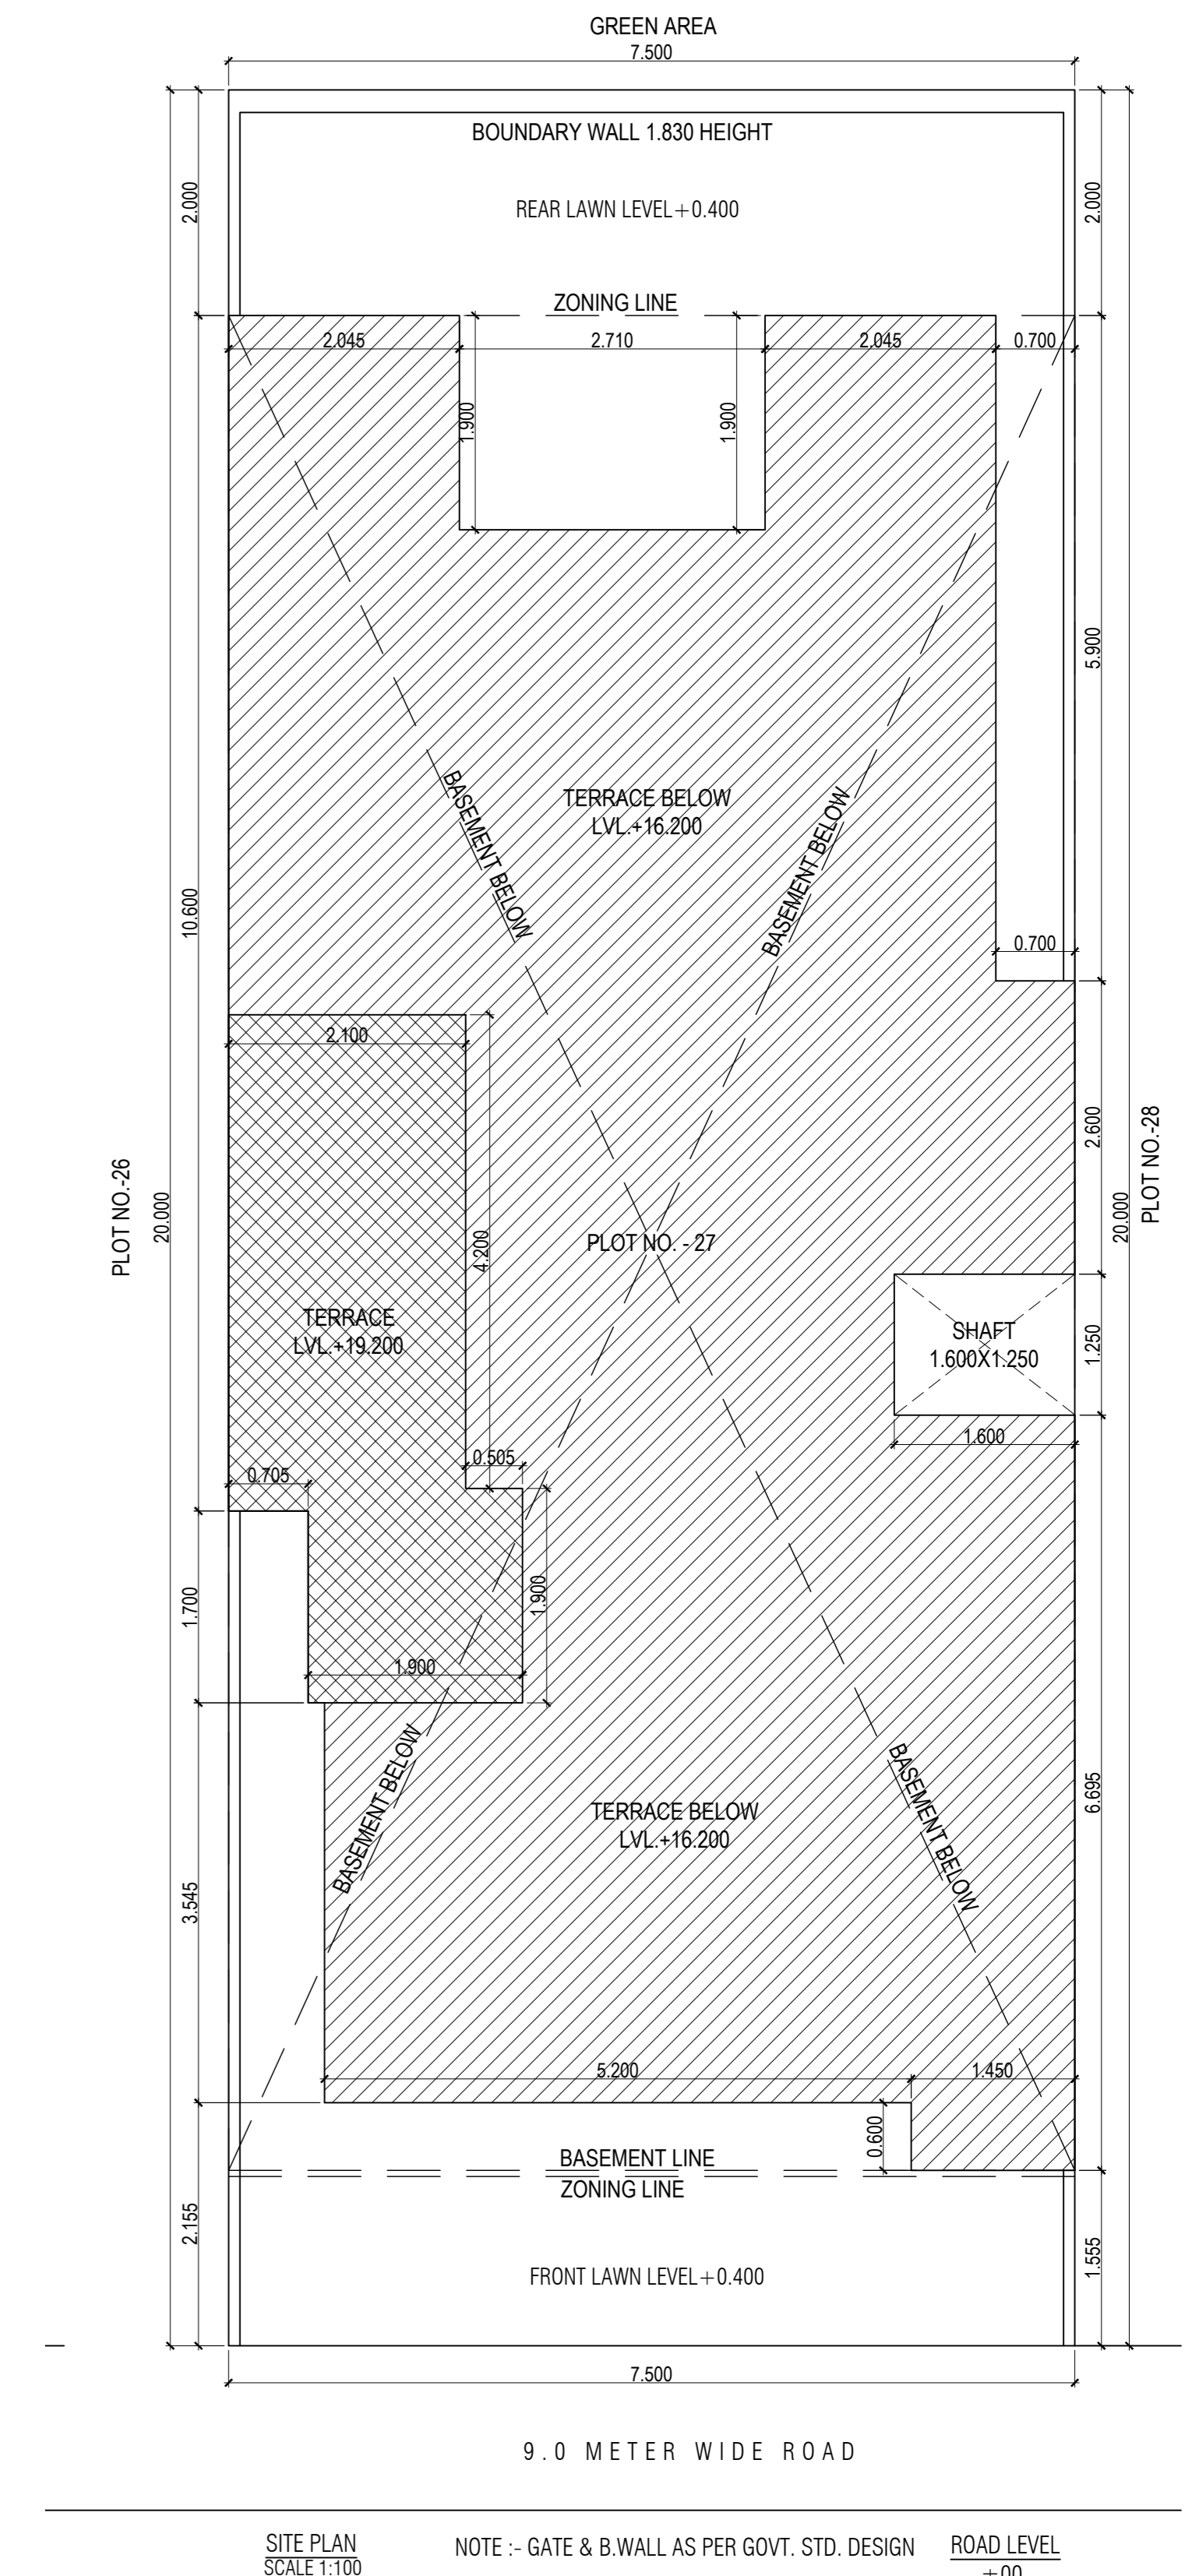 GREEN AREA
7.500
BOUNDARY WALL 1.830 HEIGHT
2.000
2.000
REAR LAWN LEVEL+0.400
ZONING LINE
2.045
2.710
2.045
0.700
1.900
1.900
5.900
BASEMENT BELOW
TERRACE BELOW
LVL.+16.200
BASEMENT BELOW
10.600
0.700
2.100
2.600
PLOT NO.-26
20.000
4.200
PLOT NO. - 27
20.000
PLOT NO.-28
TERRACE
LVL.+19.200
SHAFT
1.600X1.250
1.250
1.600
0.505
0.705
1.700
1.900
1.900
BASEMENT BELOW
TERRACE BELOW
LVL.+16.200
BASEMENT BELOW
6.695
3.545
5.200
1.450
0.600
BASEMENT LINE
ZONING LINE
2.155
1.555
FRONT LAWN LEVEL+0.400
7.500
9.0 METER WIDE ROAD
SITE PLAN
SCALE 1:100
NOTE :- GATE & B.WALL AS PER GOVT. STD. DESIGN
ROAD LEVEL
±00